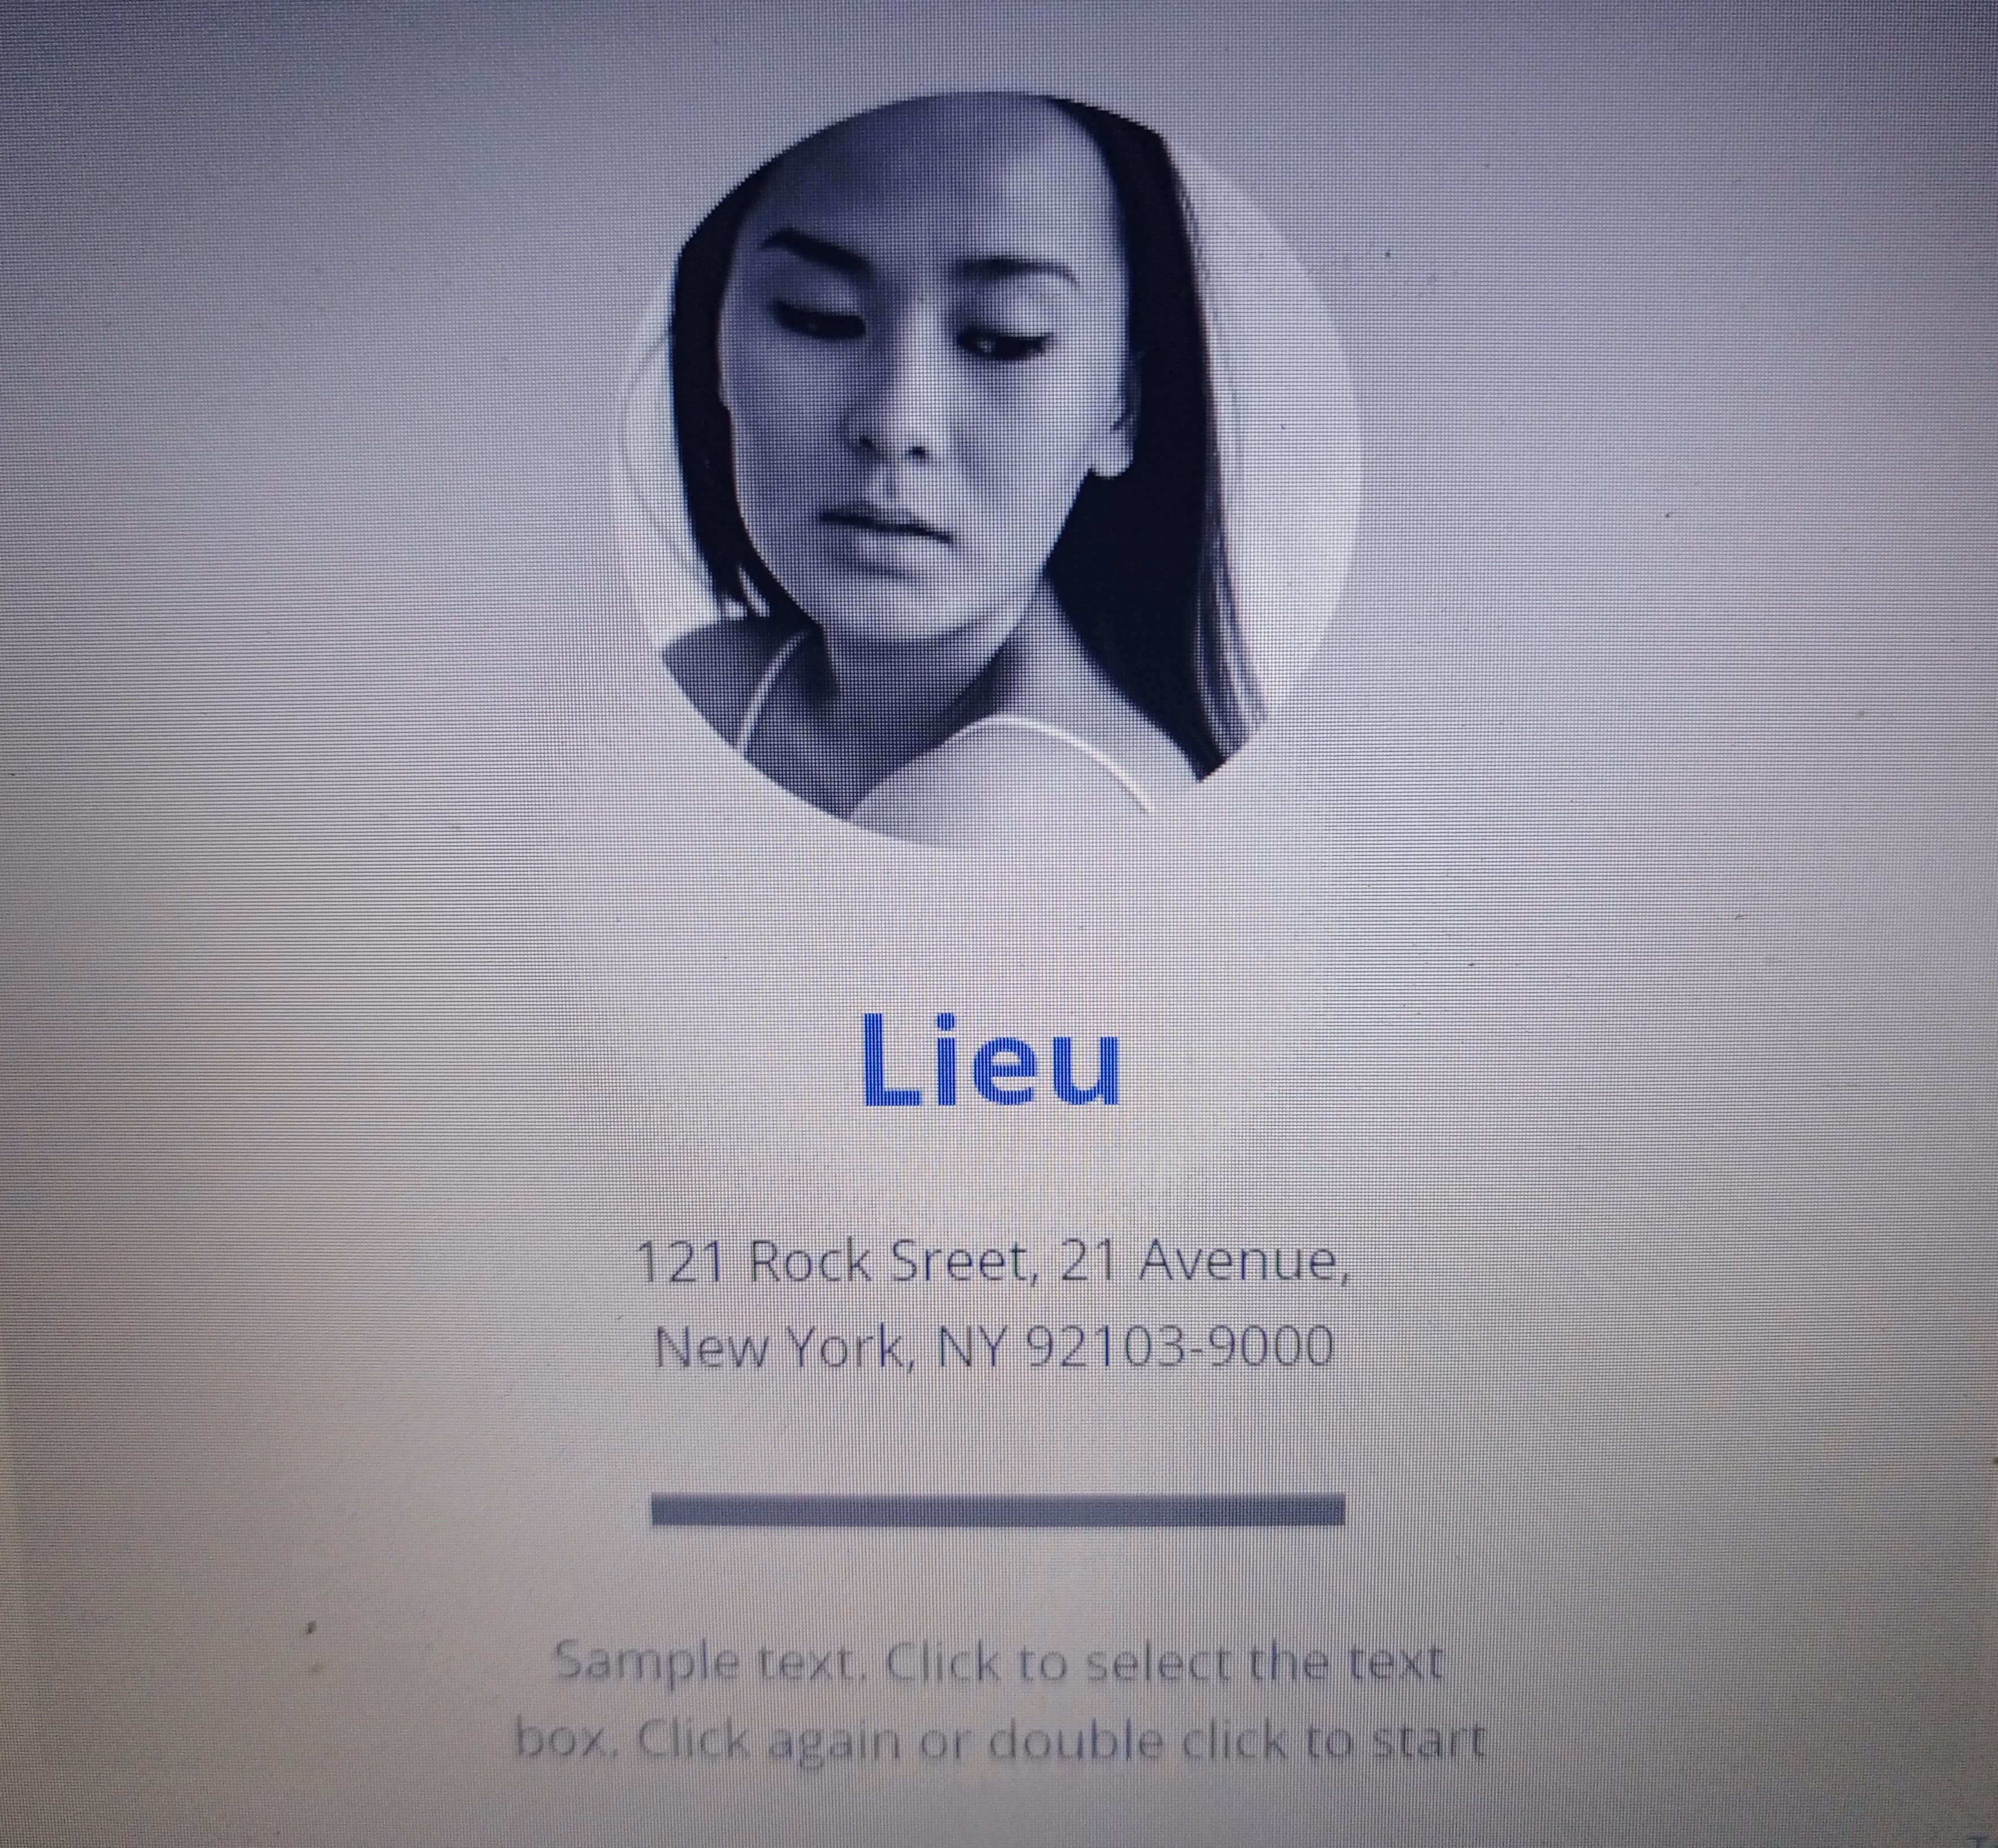 Lieu
121 Rock Sreet, 21 Avenue,
New York, NY 92103-9000
Sample text. Click to select the text
box. Click again or double click to start